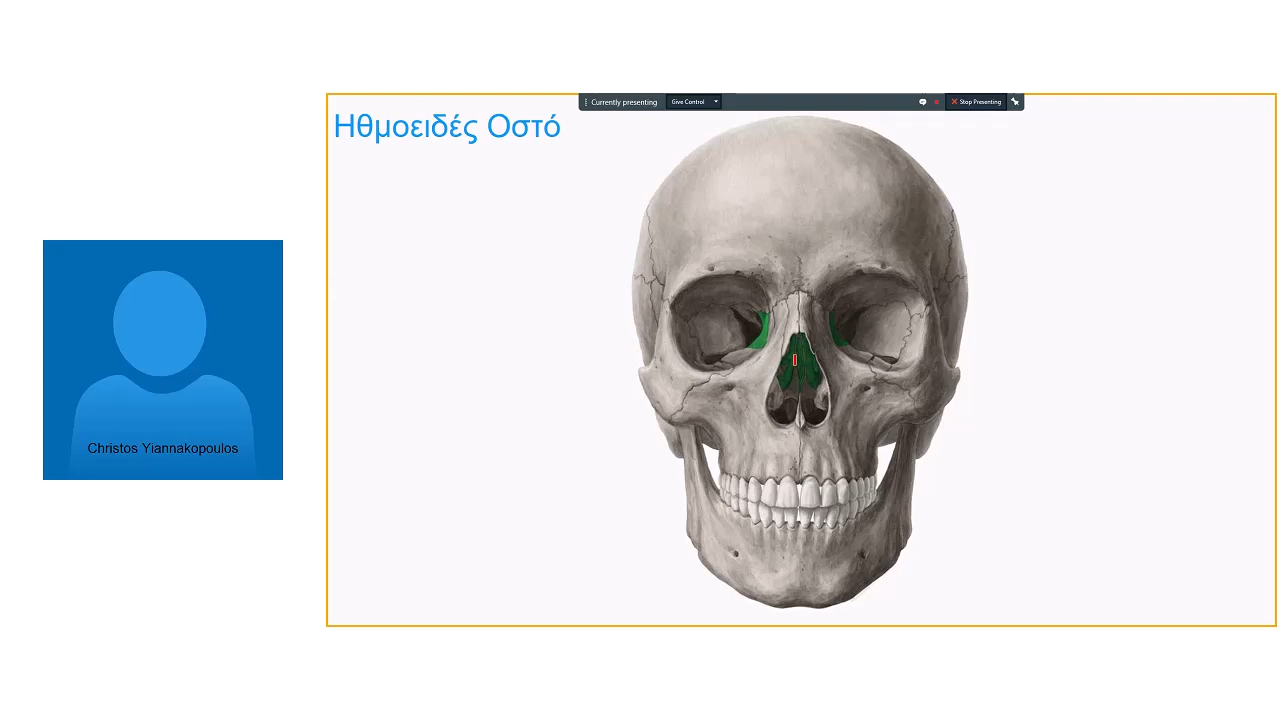 Currently presenting
Give Control
Stop Presenting
Ηθμοειδές Οστό
Christos Yiannakopoulos